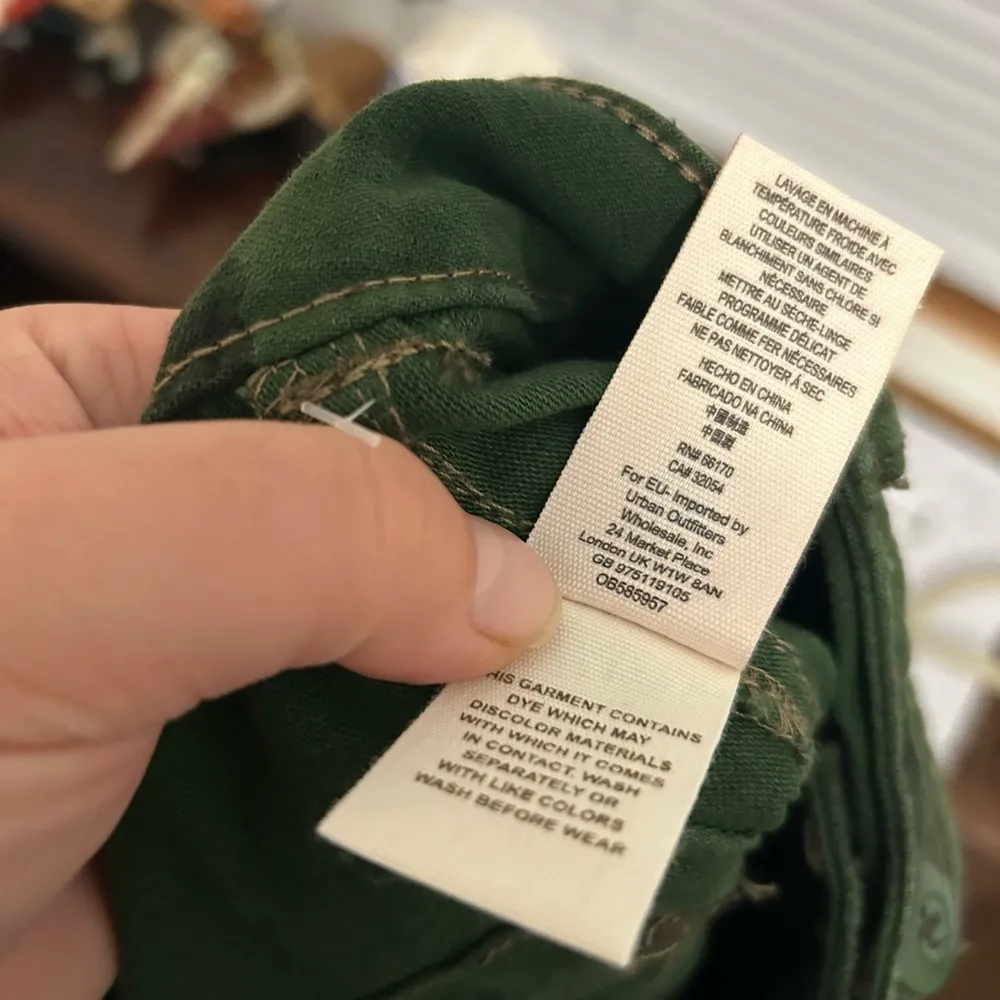 LAVAGE EN MACHINE À
TEMPÉRATURE FROIDE AVEC
COULEURS SIMILAIRES
UTILISER UN AGENT DE
BLANCHIMENT SANS CHLORE SI
NÉCESSAIRE
METTRE AU SÈCHE-LINGE
PROGRAMME DÉLICAT
FAIBLE COMME FER NÉCESSAIRES
NE PAS NETTOYER À SEC
HECHO EN CHINA
FABRICADO NA CHINA
中國制造
中國製
RN# 66170
CA# 32054
For EU- Imported by
Urban Outfitters
Wholesale, Inc
24 Market Place
London UK W1W 8AN
GB 975119105
OB585957
HIS GARMENT CONTAINS
DYE WHICH MAY
DISCOLOR MATERIALS
WITH WHICH IT COMES
IN CONTACT. WASH
SEPARATELY OR
WITH LIKE COLORS
WASH BEFORE WEAR